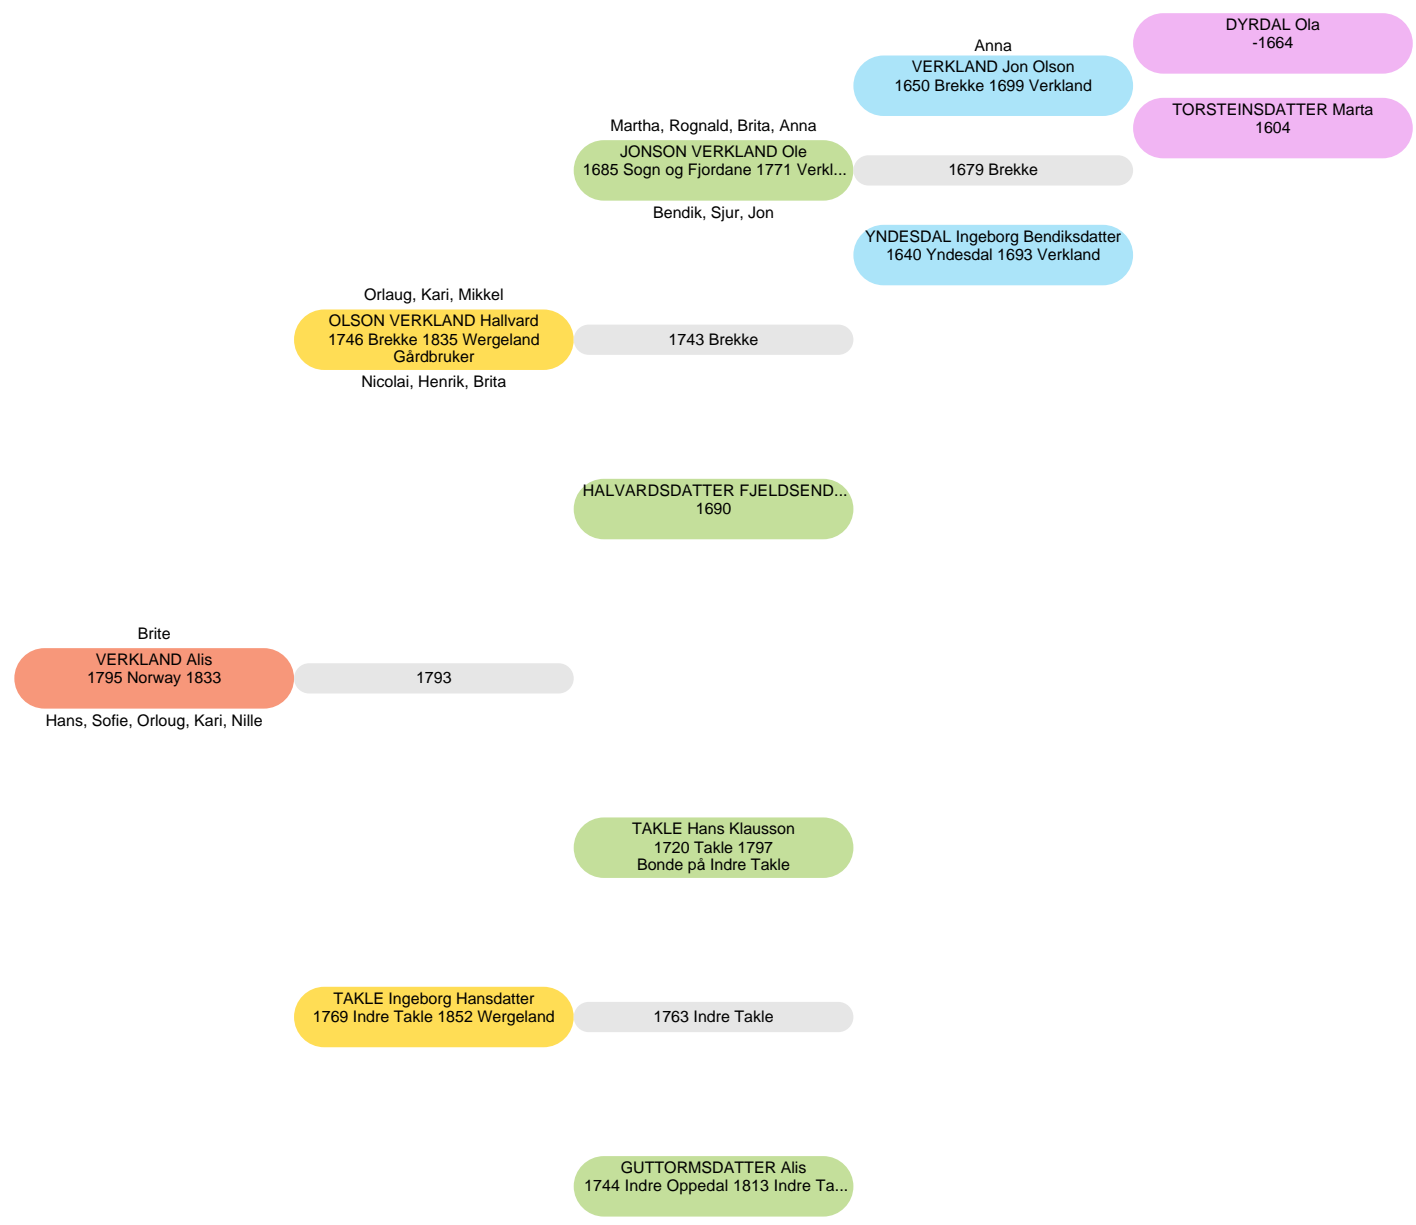 DYRDAL Ola
-1664
Anna
VERKLAND Jon Olson
1650 Brekke 1699 Verkland
TORSTEINSDATTER Marta
1604
Martha, Rognald, Brita, Anna
JONSON VERKLAND Ole
1685 Sogn og Fjordane 1771 Verkl...
1679 Brekke
Bendik, Sjur, Jon
YNDESDAL Ingeborg Bendiksdatter
1640 Yndesdal 1693 Verkland
Orlaug, Kari, Mikkel
OLSON VERKLAND Hallvard
1746 Brekke 1835 Wergeland
Gårdbruker
1743 Brekke
Nicolai, Henrik, Brita
HALVARDSDATTER FJELDSEND...
1690
Brite
VERKLAND Alis
1795 Norway 1833
1793
Hans, Sofie, Orloug, Kari, Nille
TAKLE Hans Klausson
1720 Takle 1797
Bonde på Indre Takle
TAKLE Ingeborg Hansdatter
1769 Indre Takle 1852 Wergeland
1763 Indre Takle
GUTTORMSDATTER Alis
1744 Indre Oppedal 1813 Indre Ta...